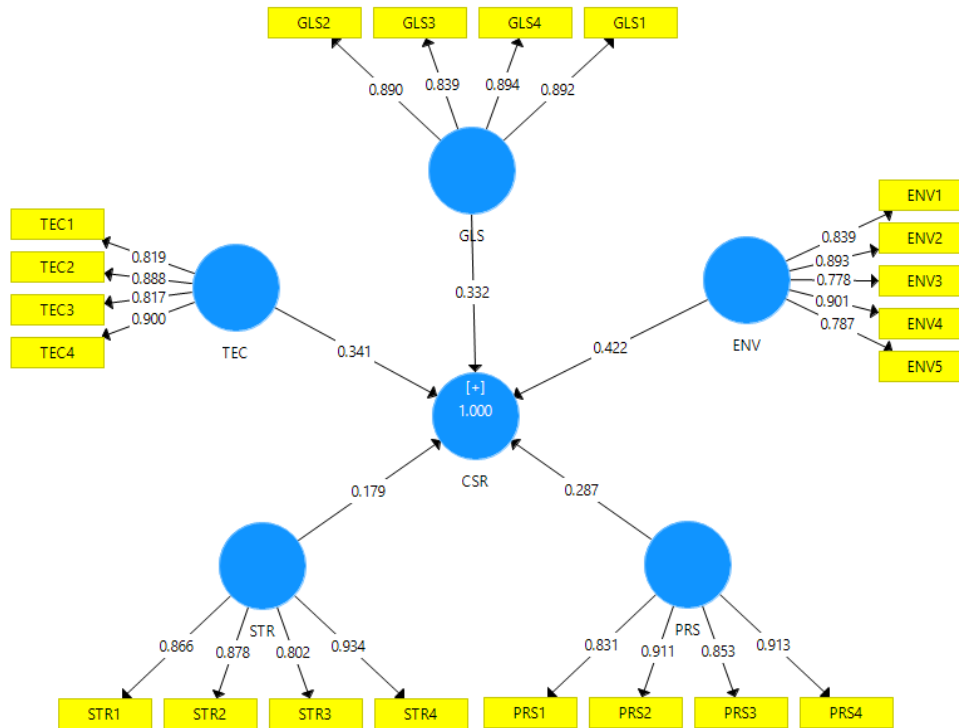 GLS2 GLS3 GLS4 GLS1
0.890 0.839 0.894 0.892
GLS
0.332
TEC1
TEC2
TEC3
TEC4
0.819
0.888
0.817
0.900
TEC
0.341
ENV1
ENV2
ENV3
ENV4
ENV5
0.839
0.893
0.778
0.901
0.787
ENV
0.422
[+]
1.000
CSR
0.179
0.287
STR
0.866 0.878 0.802 0.934
STR1 STR2 STR3 STR4
PRS
0.831 0.911 0.853 0.913
PRS1 PRS2 PRS3 PRS4